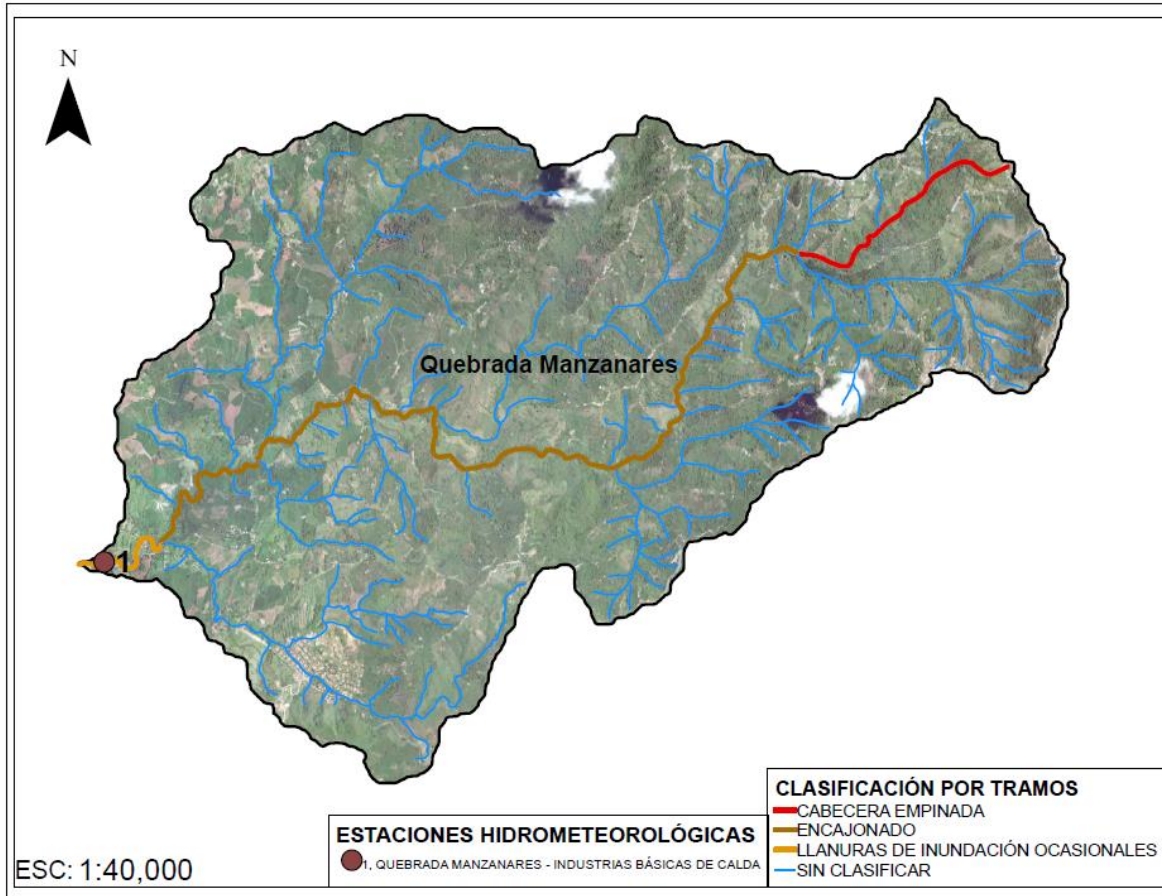 N
Quebrada Manzanares
1
ESTACIONES HIDROMETEOROLÓGICAS
1, QUEBRADA MANZANARES - INDUSTRIAS BÁSICAS DE CALDA
CLASIFICACIÓN POR TRAMOS
CABECERA EMPINADA
ENCAJONADO
LLANURAS DE INUNDACIÓN OCASIONALES
SIN CLASIFICAR
ESC: 1:40,000